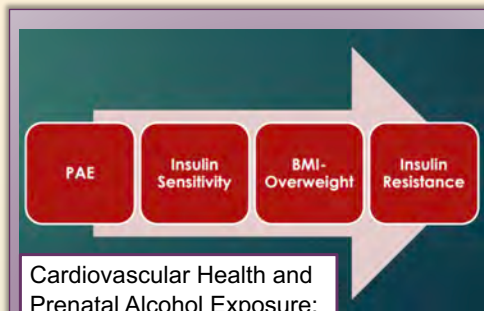 PAE
Insulin
Sensitivity
BMI-
Overweight
Insulin
Resistance
Cardiovascular Health and
Prenatal Alcohol Exposure: